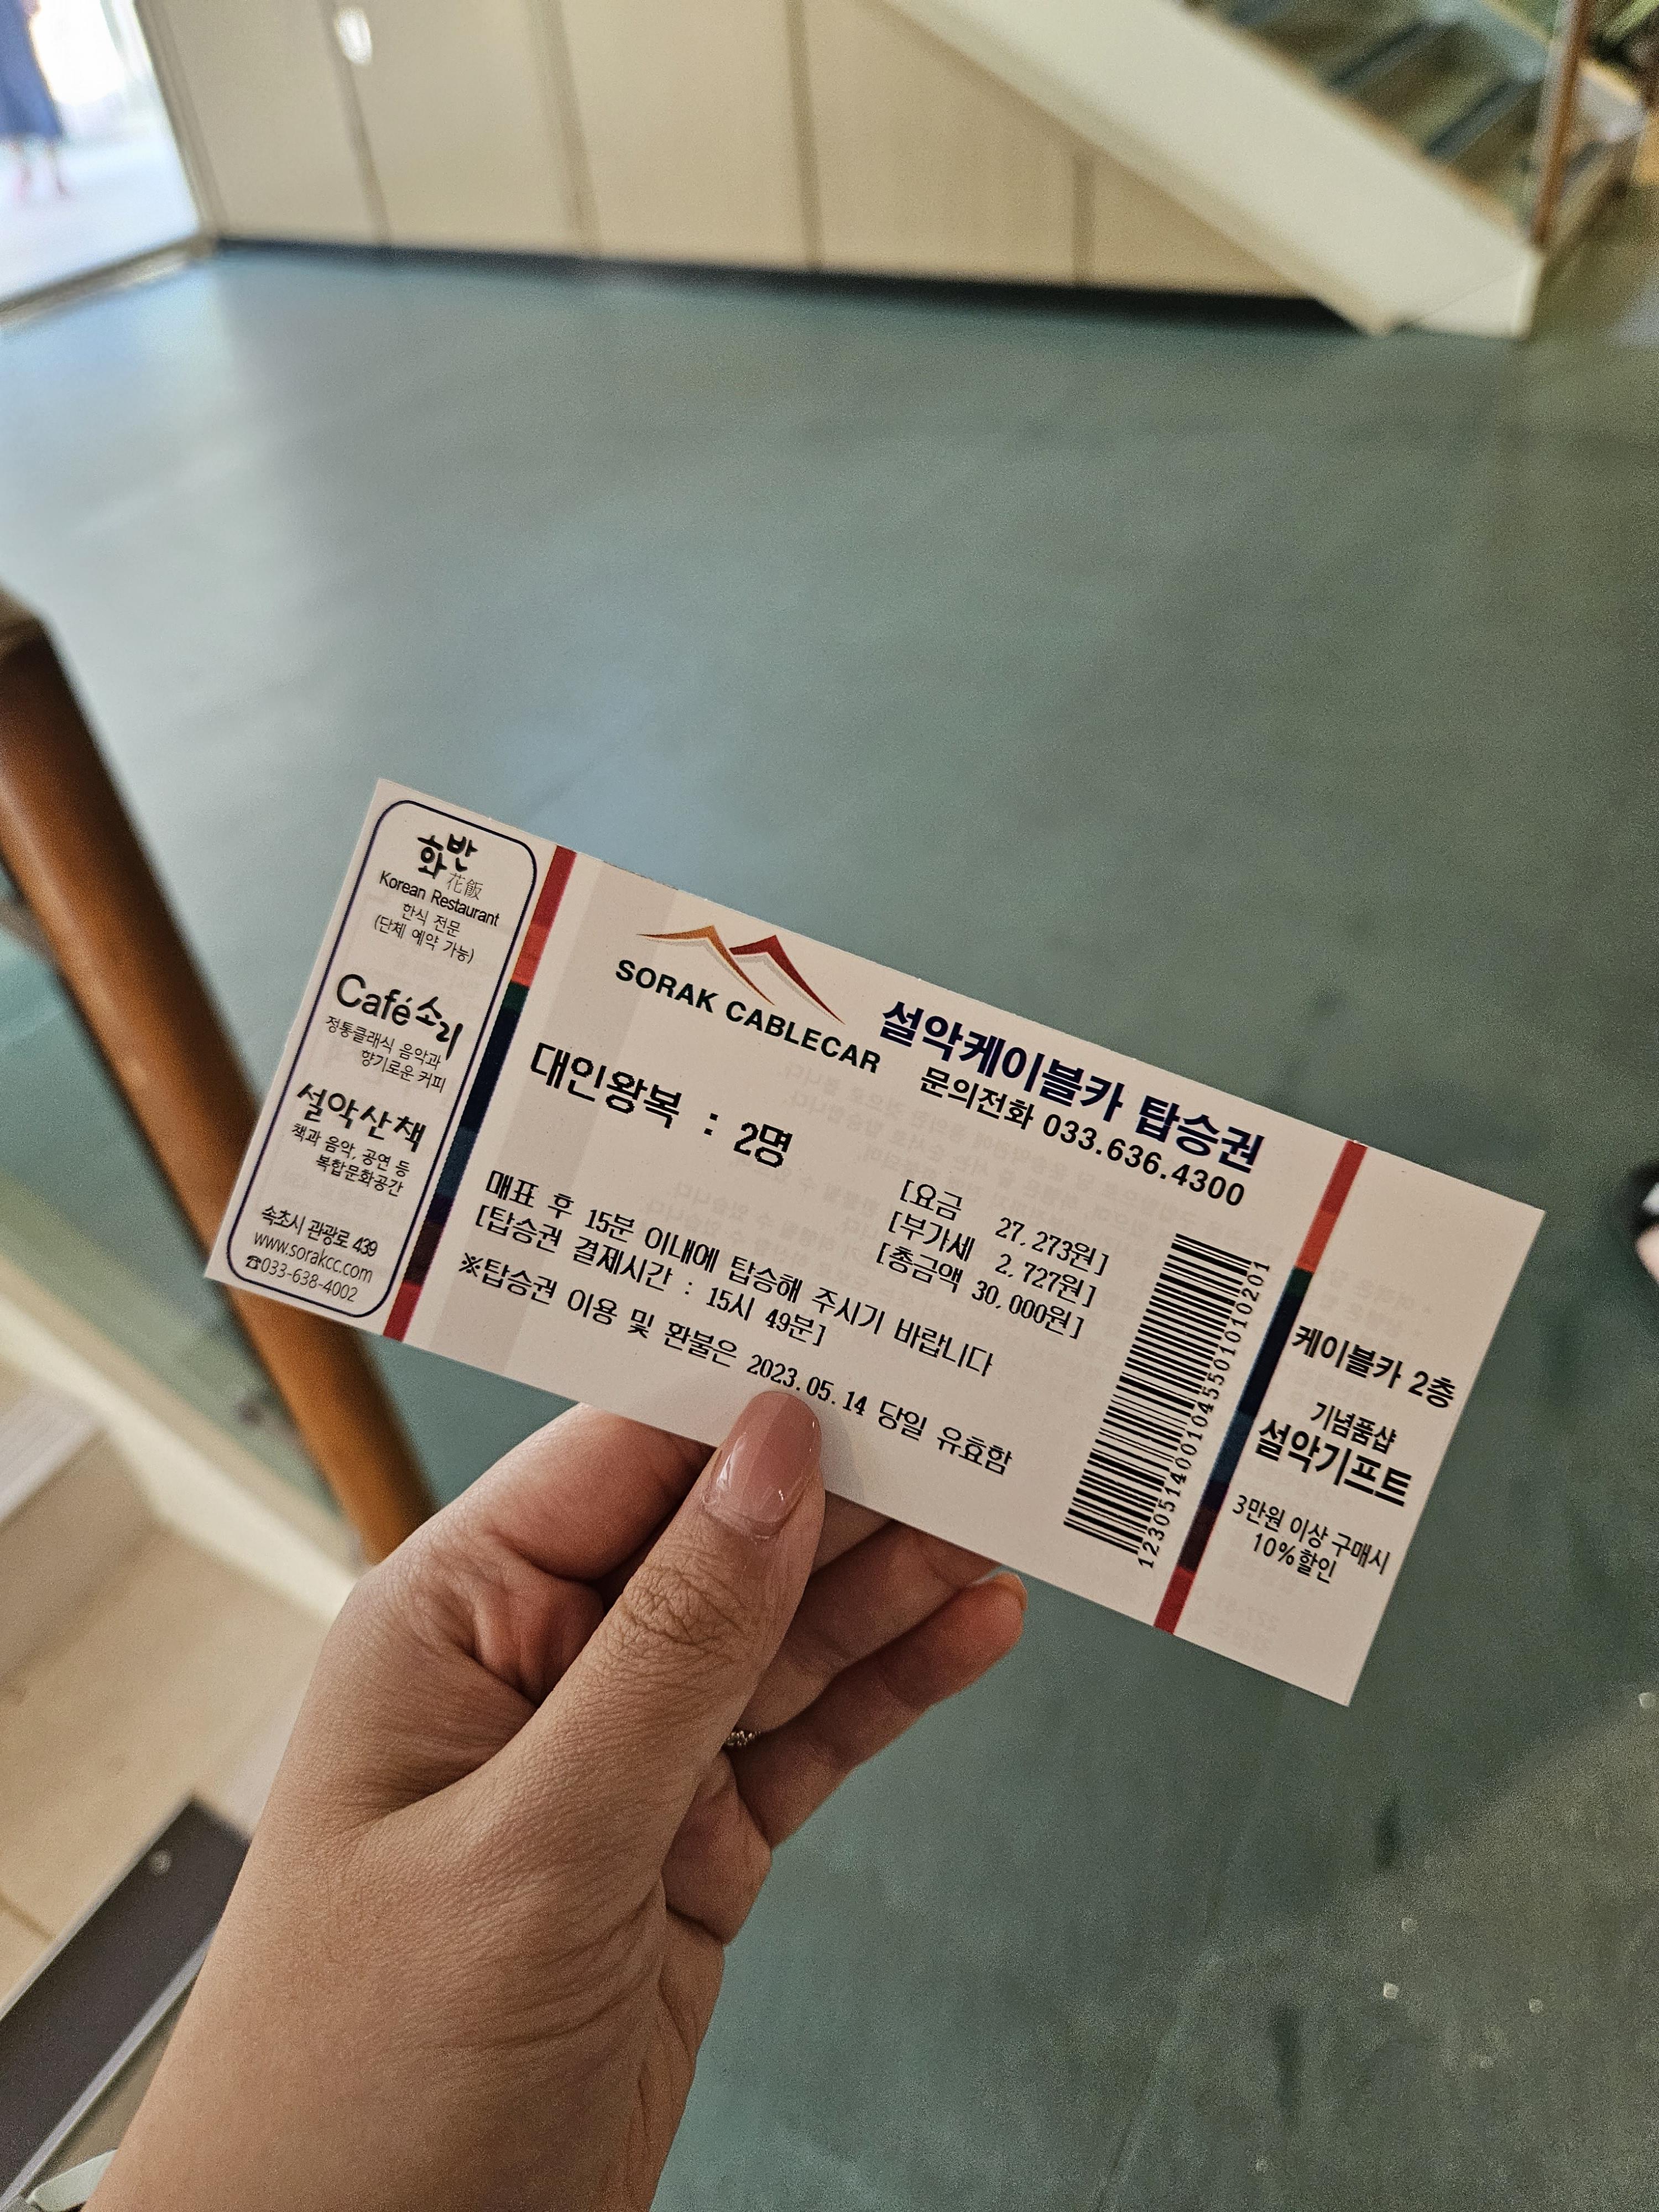 화반
花飯
Korean Restaurant
한식 전문
(단체 예약 가능)
Café소리
정통클래식 음악과
향기로운 커피
설악산책
책과 음악, 공연 등
복합문화공간
속초시 관광로 439
www.sorakcc.com
☎033-638-4002
SORAK CABLECAR
설악케이블카 탑승권
문의전화 033.636.4300
대인왕복 : 2명
[요금 27,273원]
[부가세 2,727원]
[총금액 30,000원]
매표 후 15분 이내에 탑승해 주시기 바랍니다
[탑승권 결제시간 : 15시 49분]
※탑승권 이용 및 환불은 2023.05.14 당일 유효함
1230514001045501010201
케이블카 2층
기념품샵
설악기프트
3만원 이상 구매시
10%할인